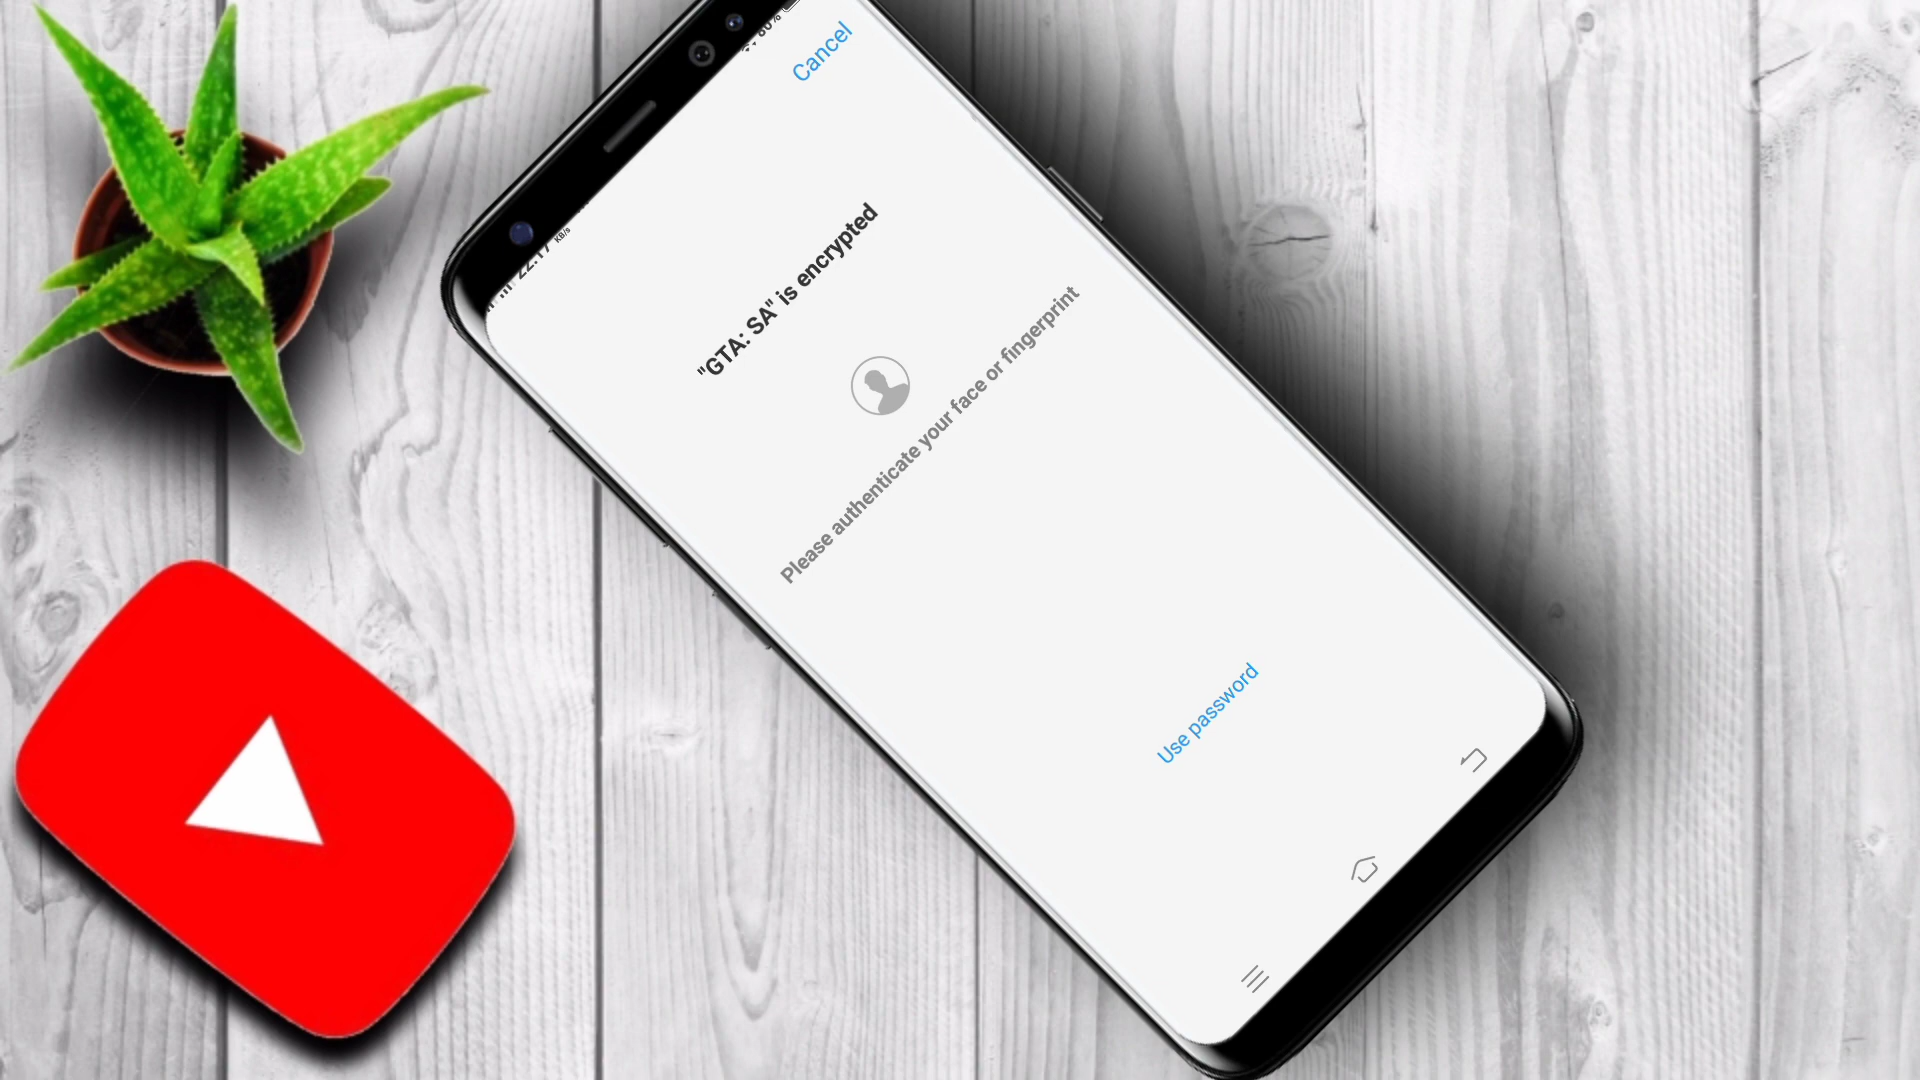 Cancel
"GTA: SA" is encrypted
Please authenticate your face or fingerprint
Use password